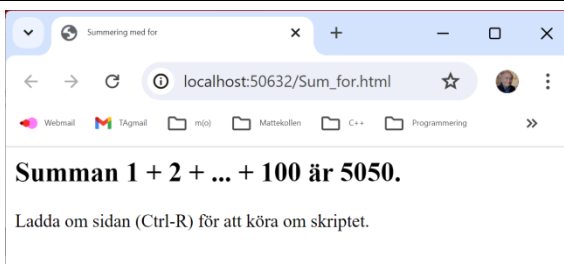 Summering med for
localhost:50632/Sum_for.html
Webmail TAgmail m(o) Mattekollen C++ Programmering
Summan 1 + 2 + ... + 100 är 5050.
Ladda om sidan (Ctrl-R) för att köra om skriptet.